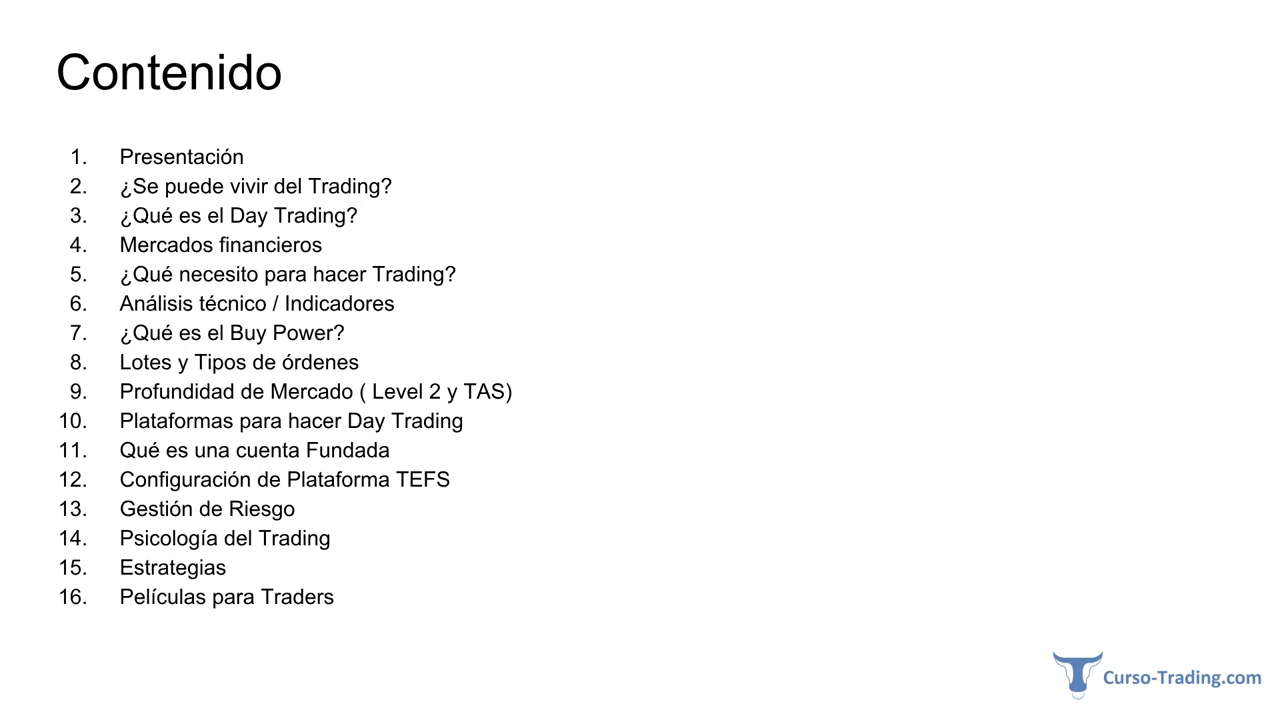 Contenido
1. Presentación
2. ¿Se puede vivir del Trading?
3. ¿Qué es el Day Trading?
4. Mercados financieros
5. ¿Qué necesito para hacer Trading?
6. Análisis técnico / Indicadores
7. ¿Qué es el Buy Power?
8. Lotes y Tipos de órdenes
9. Profundidad de Mercado ( Level 2 y TAS)
10. Plataformas para hacer Day Trading
11. Qué es una cuenta Fundada
12. Configuración de Plataforma TEFS
13. Gestión de Riesgo
14. Psicología del Trading
15. Estrategias
16. Películas para Traders
Curso-Trading.com